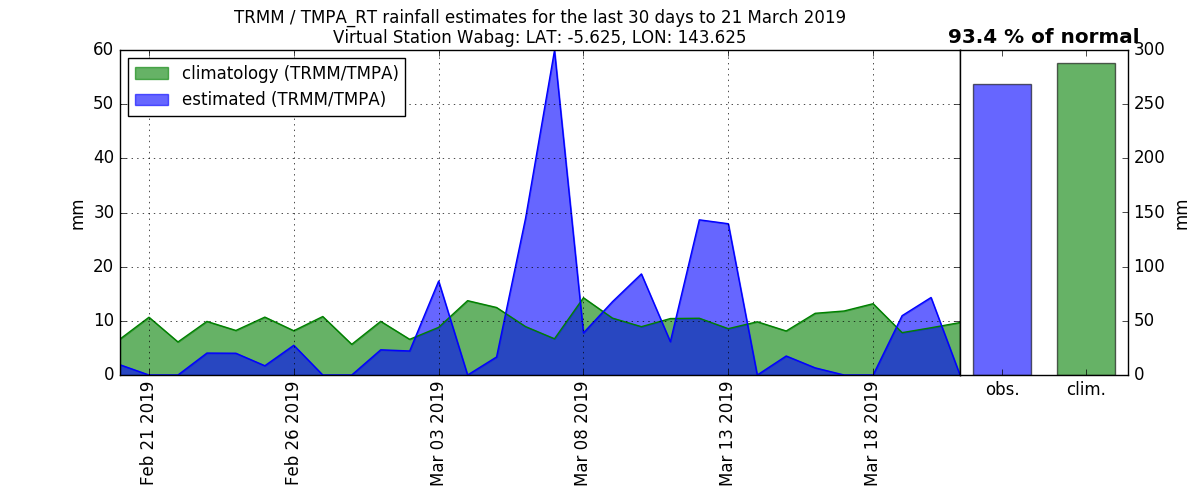 TRMM / TMPA_RT rainfall estimates for the last 30 days to 21 March 2019
Virtual Station Wabag: LAT: -5.625, LON: 143.625
93.4 % of normal
climatology (TRMM/TMPA)
estimated (TRMM/TMPA)
mm
60
50
40
30
20
10
0
Feb 21 2019
Feb 26 2019
Mar 03 2019
Mar 08 2019
Mar 13 2019
Mar 18 2019
300
250
200
150
100
50
0
mm
obs.
clim.